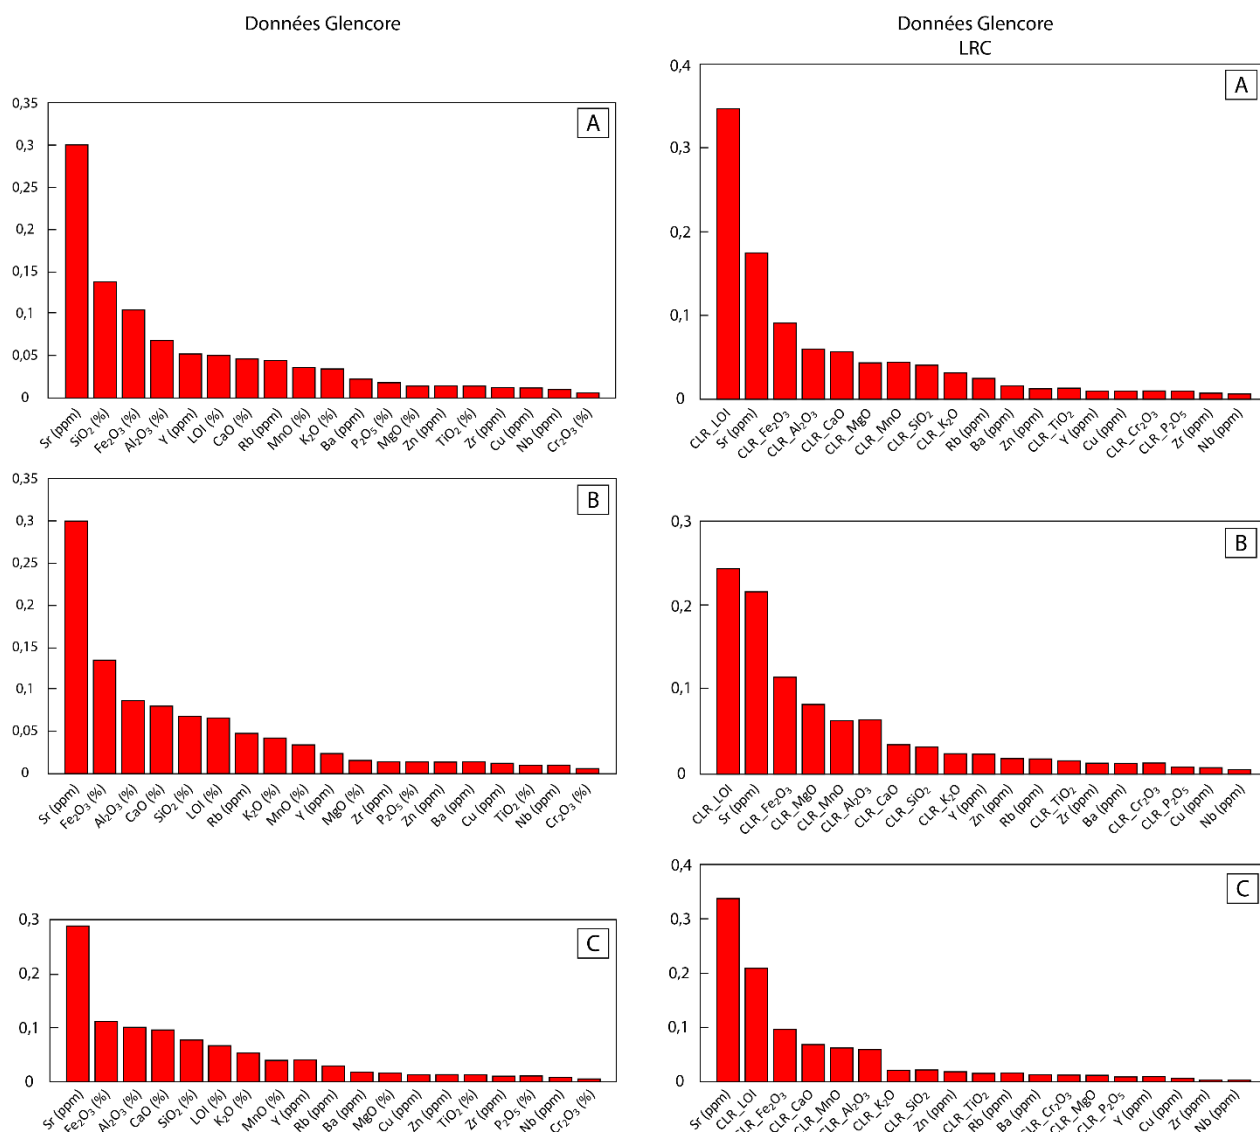 Données Glencore
A
0,35
0,3
0,25
0,2
0,15
0,1
0,05
0
Sr (ppm)
SiO₂ (%)
Fe₂O₃ (%)
Al₂O₃ (%)
Y (ppm)
LOI (%)
CaO (%)
Rb (ppm)
MnO (%)
K₂O (%)
Ba (ppm)
P₂O₅ (%)
MgO (%)
Zn (ppm)
TiO₂ (%)
Zr (ppm)
Cu (ppm)
Nb (ppm)
Cr₂O₃ (%)
B
0,35
0,3
0,25
0,2
0,15
0,1
0,05
0
Sr (ppm)
Fe₂O₃ (%)
Al₂O₃ (%)
CaO (%)
SiO₂ (%)
LOI (%)
Rb (ppm)
K₂O (%)
MnO (%)
Y (ppm)
MgO (%)
Zr (ppm)
P₂O₅ (%)
Zn (ppm)
Ba (ppm)
Cu (ppm)
TiO₂ (%)
Nb (ppm)
Cr₂O₃ (%)
C
0,3
0,2
0,1
0
Sr (ppm)
Fe₂O₃ (%)
Al₂O₃ (%)
CaO (%)
SiO₂ (%)
LOI (%)
K₂O (%)
MnO (%)
Y (ppm)
Rb (ppm)
Ba (ppm)
MgO (%)
Cu (ppm)
Zn (ppm)
TiO₂ (%)
Zr (ppm)
P₂O₅ (%)
Nb (ppm)
Cr₂O₃ (%)
Données Glencore
LRC
A
0,4
0,3
0,2
0,1
0
CLR_LOI
Sr (ppm)
CLR_Fe₂O₃
CLR_Al₂O₃
CLR_CaO
CLR_MgO
CLR_MnO
CLR_SiO₂
CLR_K₂O
Rb (ppm)
Ba (ppm)
Zn (ppm)
CLR_TiO₂
Y (ppm)
Cu (ppm)
CLR_Cr₂O₃
CLR_P₂O₅
Zr (ppm)
Nb (ppm)
B
0,3
0,2
0,1
0
CLR_LOI
Sr (ppm)
CLR_Fe₂O₃
CLR_MgO
CLR_MnO
CLR_Al₂O₃
CLR_CaO
CLR_SiO₂
CLR_K₂O
Y (ppm)
Zn (ppm)
Rb (ppm)
CLR_TiO₂
Zr (ppm)
Ba (ppm)
CLR_Cr₂O₃
CLR_P₂O₅
Cu (ppm)
Nb (ppm)
C
0,4
0,3
0,2
0,1
0
Sr (ppm)
CLR_LOI
CLR_Fe₂O₃
CLR_CaO
CLR_MnO
CLR_Al₂O₃
CLR_K₂O
CLR_SiO₂
Zn (ppm)
CLR_TiO₂
Rb (ppm)
Ba (ppm)
CLR_Cr₂O₃
CLR_MgO
CLR_P₂O₅
Y (ppm)
Cu (ppm)
Zr (ppm)
Nb (ppm)